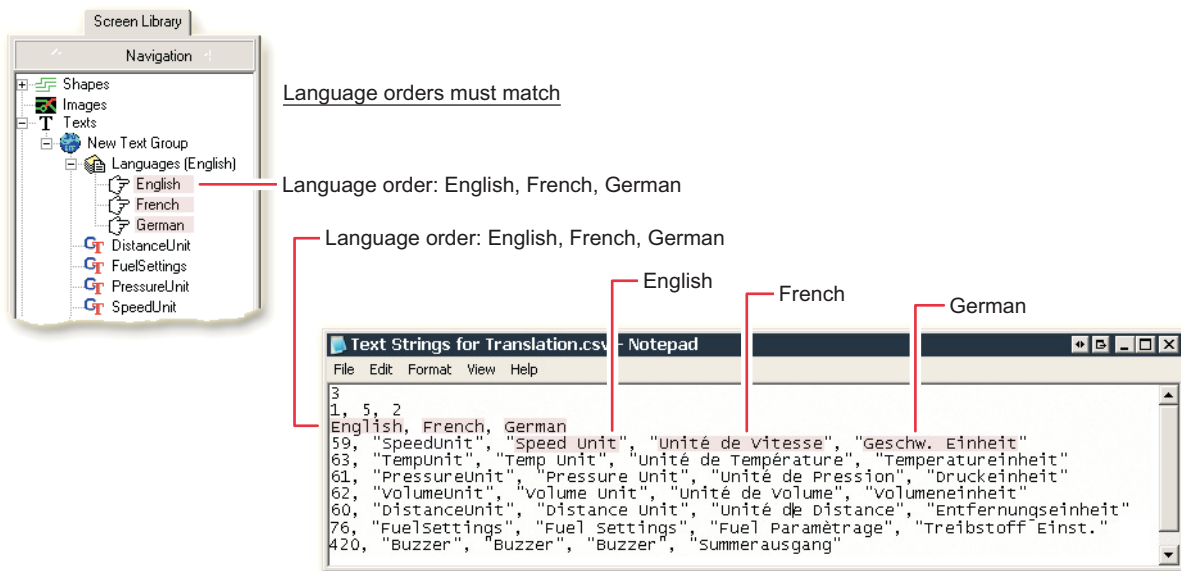 Screen Library
Navigation
Shapes
Images
T Texts
New Text Group
Languages (English)
English
French
German
GT DistanceUnit
GT FuelSettings
GT PressureUnit
GT SpeedUnit
Language orders must match
Language order: English, French, German
Language order: English, French, German
English
French
German
Text Strings for Translation.csv - Notepad
File Edit Format View Help
3
1, 5, 2
English, French, German
59, "SpeedUnit", "Speed Unit", "Unité de Vitesse", "Geschw. Einheit"
63, "TempUnit", "Temp Unit", "Unité de Température", "Temperatureinheit"
61, "PressureUnit", "Pressure Unit", "Unité de Pression", "Druckeinheit"
62, "VolumeUnit", "Volume Unit", "Unité de Volume", "Volumeneinheit"
60, "DistanceUnit", "Distance Unit", "Unité de Distance", "Entfernungseinheit"
76, "FuelSettings", "Fuel Settings", "Fuel Paramètrage", "Treibstoff Einst."
420, "Buzzer", "Buzzer", "Buzzer", "Summerausgang"